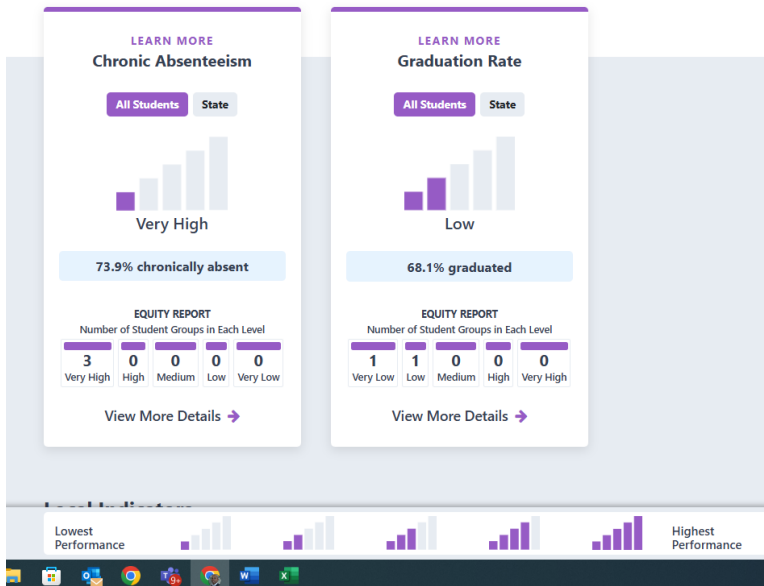 LEARN MORE
Chronic Absenteeism
All Students State
Very High
73.9% chronically absent
EQUITY REPORT
Number of Student Groups in Each Level
3 0 0 0 0
Very High High Medium Low Very Low
View More Details
LEARN MORE
Graduation Rate
All Students State
Low
68.1% graduated
EQUITY REPORT
Number of Student Groups in Each Level
1 1 0 0 0
Very Low Low Medium High Very High
View More Details
Local Indicators
Lowest
Performance
Highest
Performance
9+